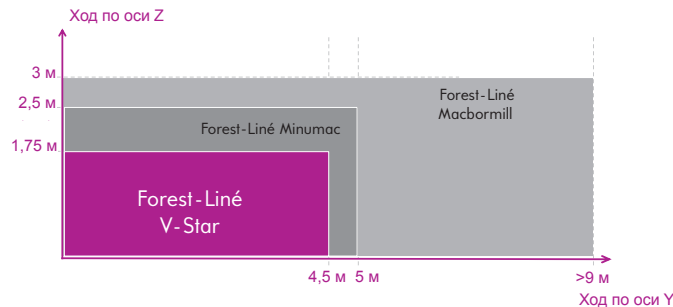 Ход по оси Z
3 м
Forest-Liné
Macbormill
2,5 м
Forest-Liné Minumac
1,75 м
Forest-Liné
V-Star
4,5 м
5 м
>9 м
Ход по оси Y